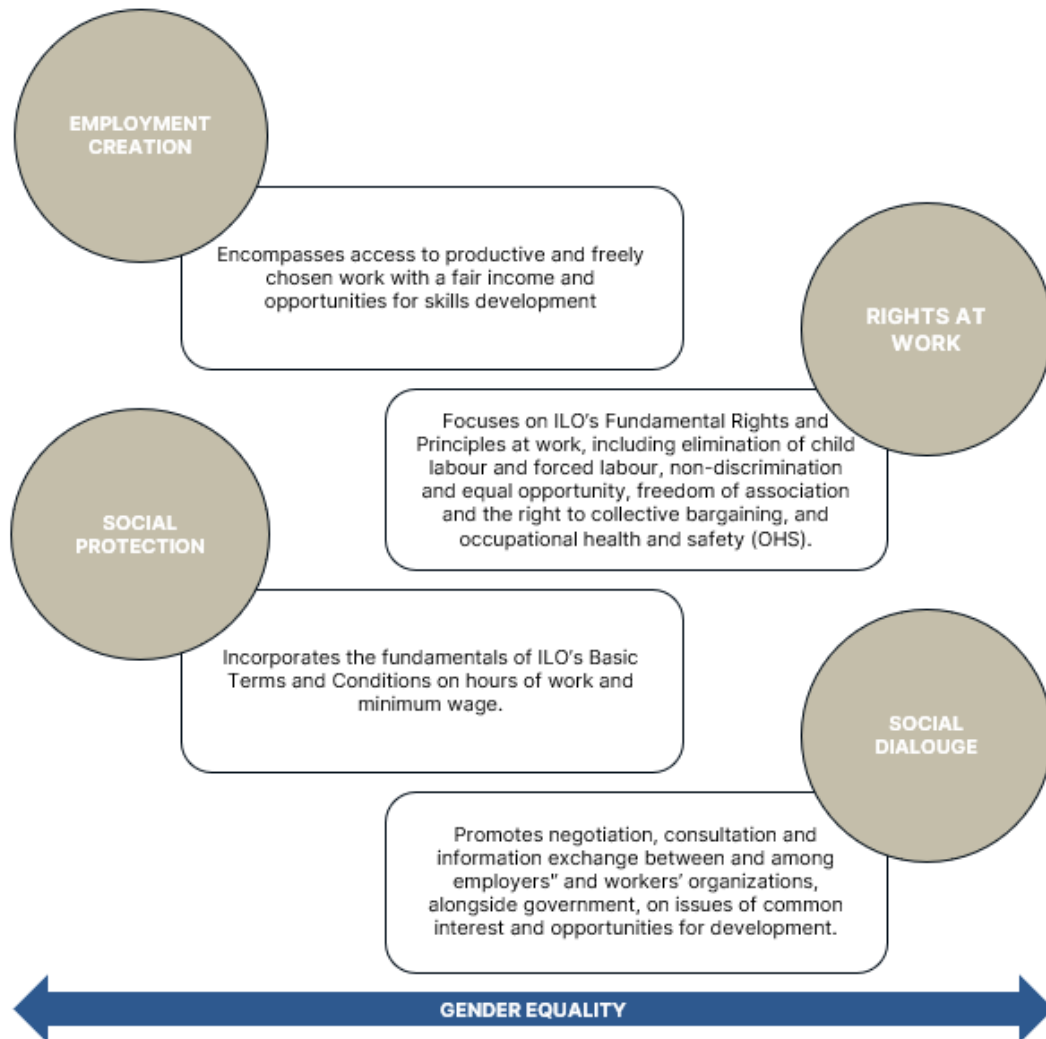 EMPLOYMENT
CREATION
Encompasses access to productive and freely
chosen work with a fair income and
opportunities for skills development
RIGHTS AT
WORK
Focuses on ILO’s Fundamental Rights and
Principles at work, including elimination of child
labour and forced labour, non-discrimination
and equal opportunity, freedom of association
and the right to collective bargaining, and
occupational health and safety (OHS).
SOCIAL
PROTECTION
Incorporates the fundamentals of ILO’s Basic
Terms and Conditions on hours of work and
minimum wage.
SOCIAL
DIALOUGE
Promotes negotiation, consultation and
information exchange between and among
employers" and workers’ organizations,
alongside government, on issues of common
interest and opportunities for development.
GENDER EQUALITY